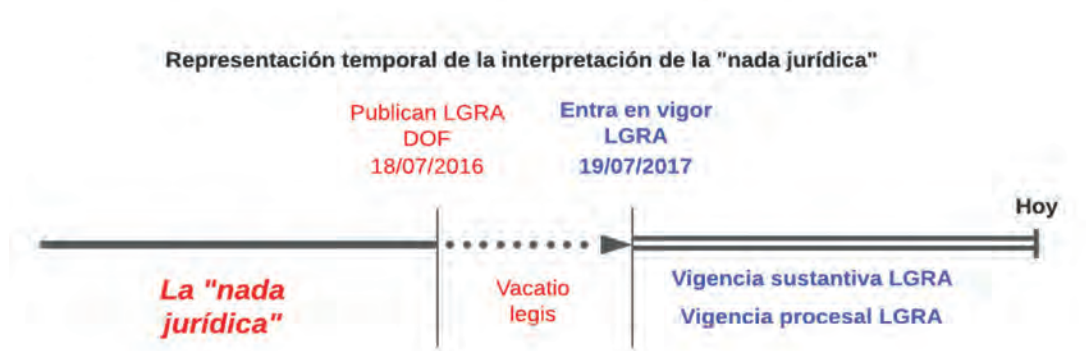 Representación temporal de la interpretación de la "nada jurídica"
Publican LGRA
DOF
18/07/2016
Entra en vigor
LGRA
19/07/2017
Hoy
La "nada
jurídica"
Vacatio
legis
Vigencia sustantiva LGRA
Vigencia procesal LGRA